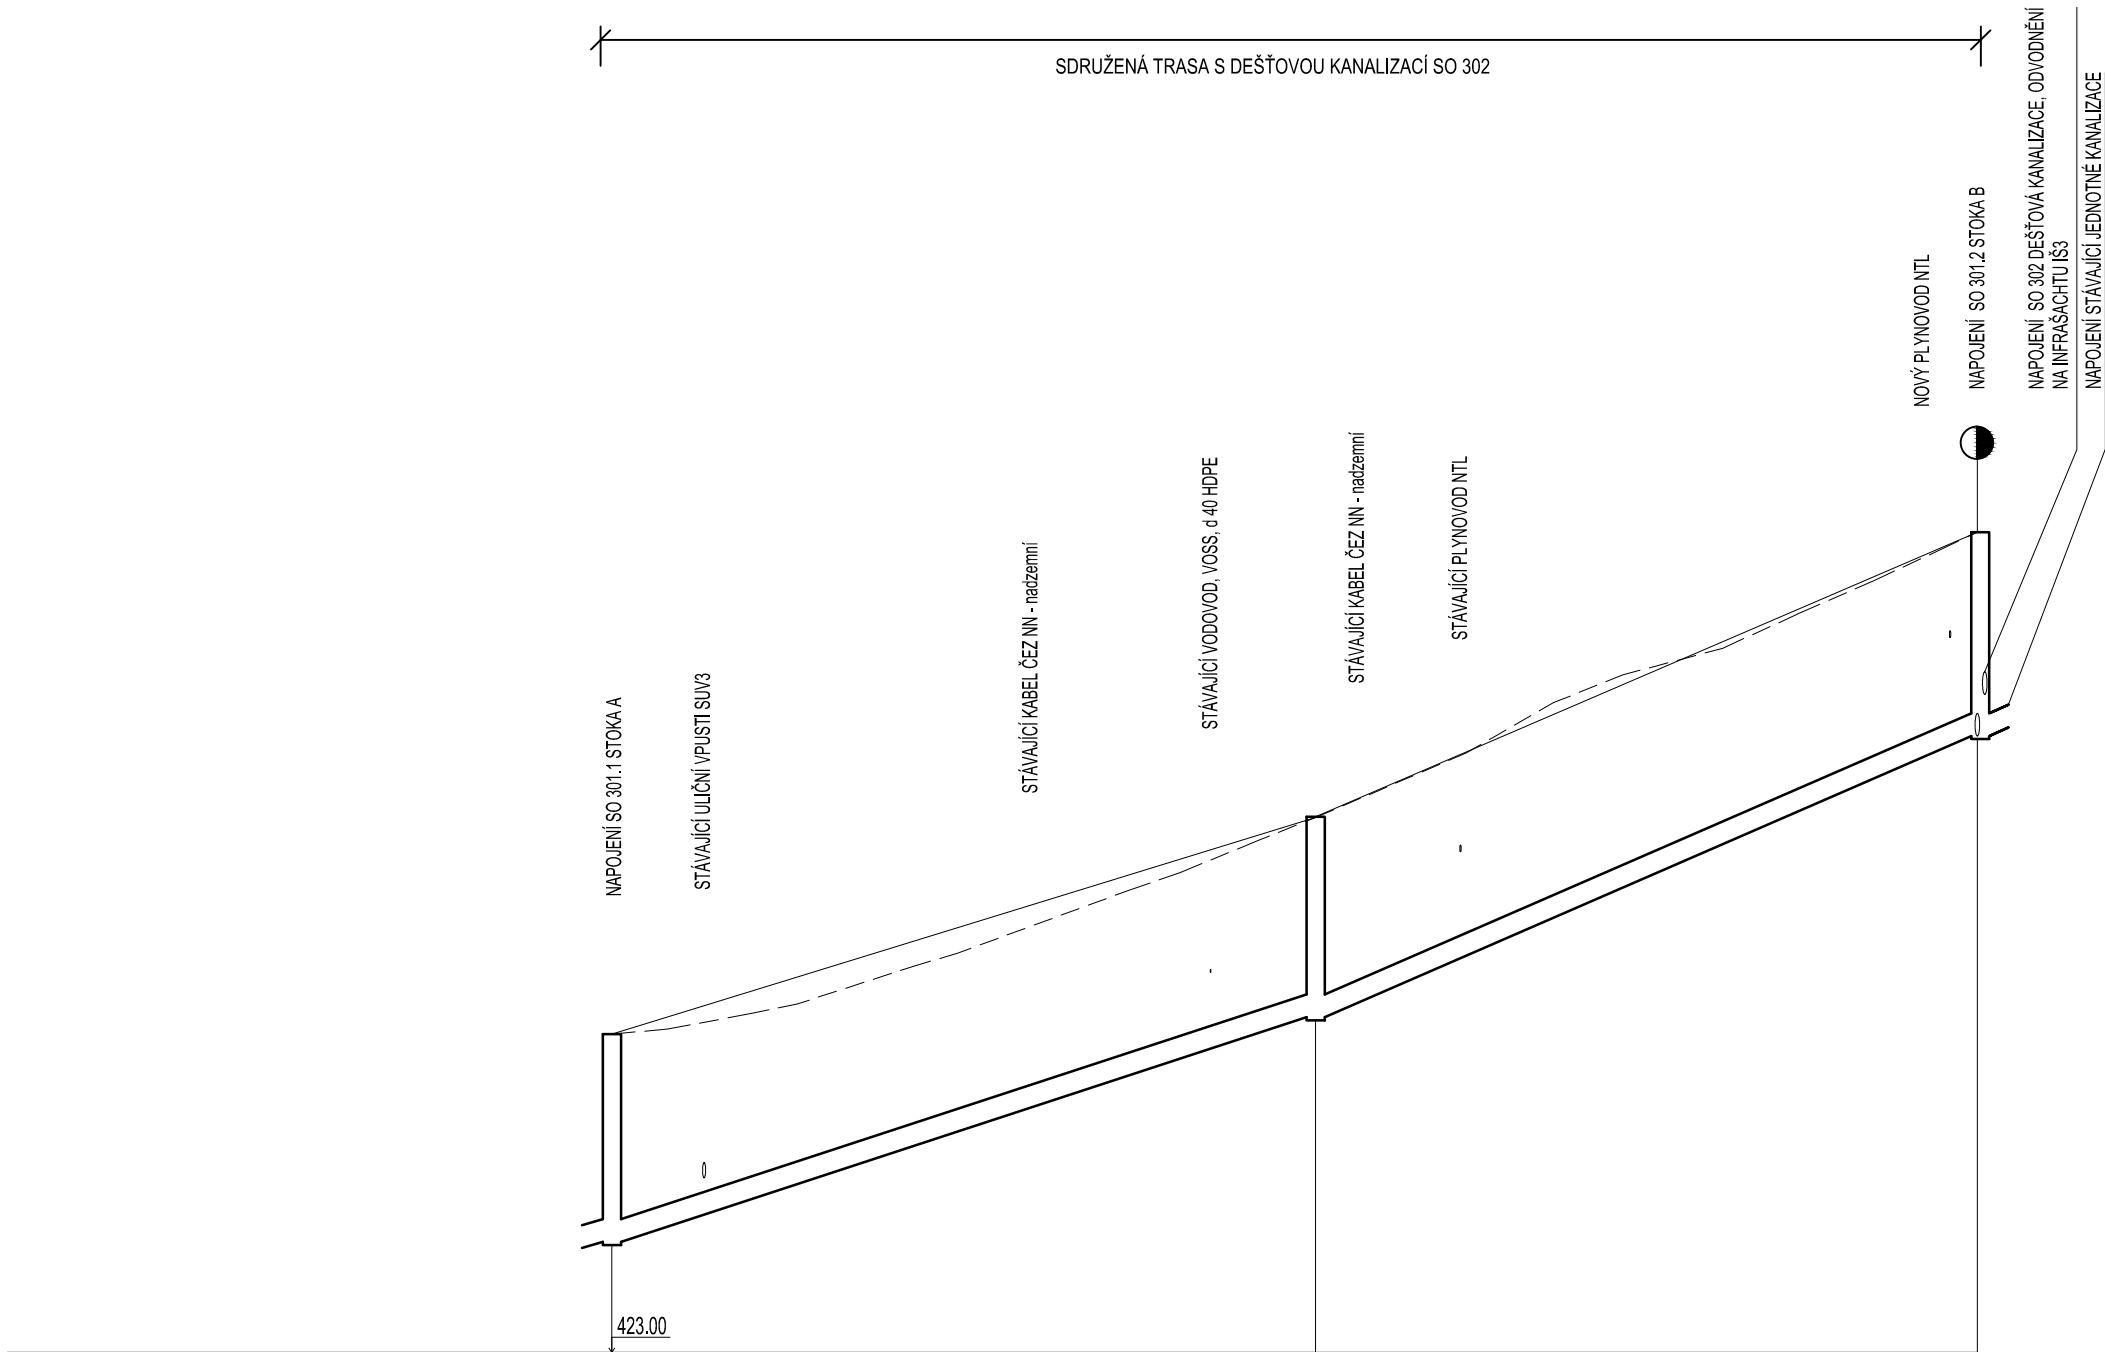 SDRUŽENÁ TRASA S DEŠŤOVOU KANALIZACÍ SO 302
NAPOJENÍ SO 301.1 STOKA A
STÁVAJÍCÍ ULIČNÍ VPUSTI SUV3
STÁVAJÍCÍ KABEL ČEZ NN - nadzemní
STÁVAJÍCÍ VODOVOD, VOSS, d 40 HDPE
STÁVAJÍCÍ KABEL ČEZ NN - nadzemní
STÁVAJÍCÍ PLYNOVOD NTL
NOVÝ PLYNOVOD NTL
NAPOJENÍ SO 301.2 STOKA B
NAPOJENÍ SO 302 DEŠŤOVÁ KANALIZACE, ODVODNĚNÍ
NA INFRAŠACHTU IŠ3
NAPOJENÍ STÁVAJÍCÍ JEDNOTNÉ KANALIZACE
423.00